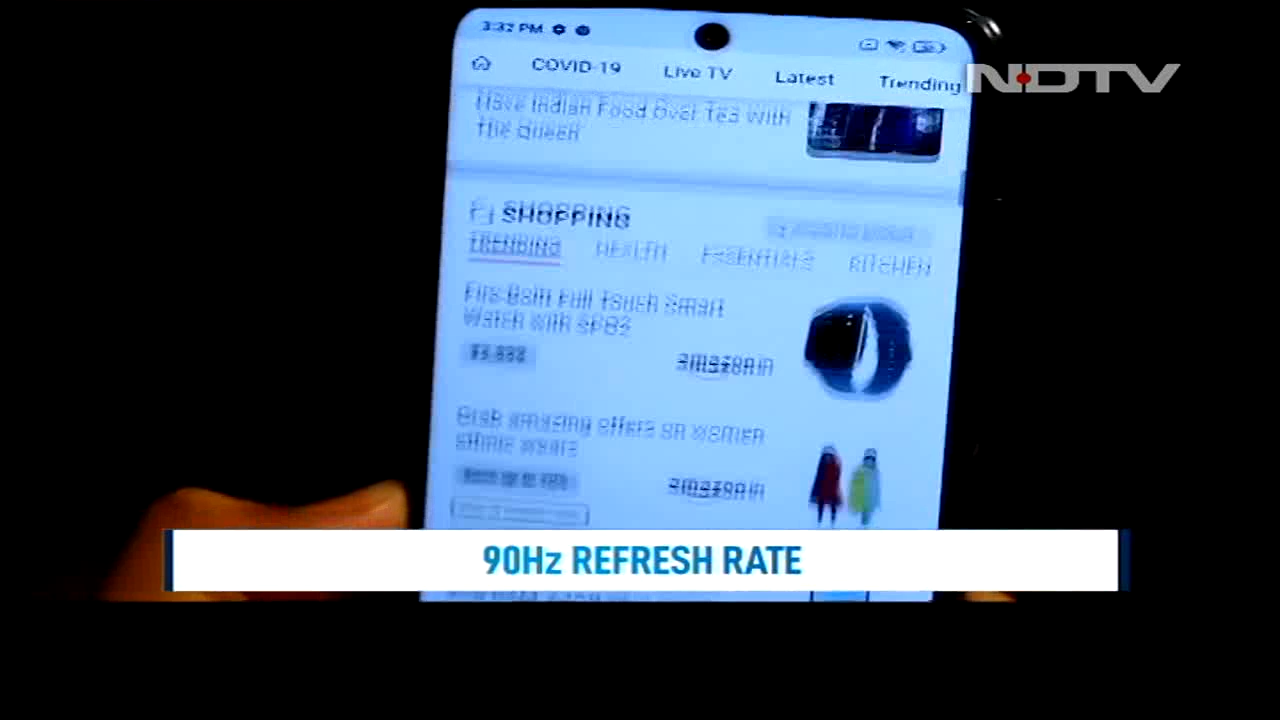 3:32 PM
NDTV
COVID-19 Live TV Latest Trending
Have Indian Food Over Tea With
The Queen
SHOPPING
TRENDING HEALTH ESSENTIALS KITCHEN
Fire-Boltt Full Touch Smart
Watch with SPO2
amazon.in
Grab amazing offers on women
ethnic wears
amazon.in
90Hz REFRESH RATE